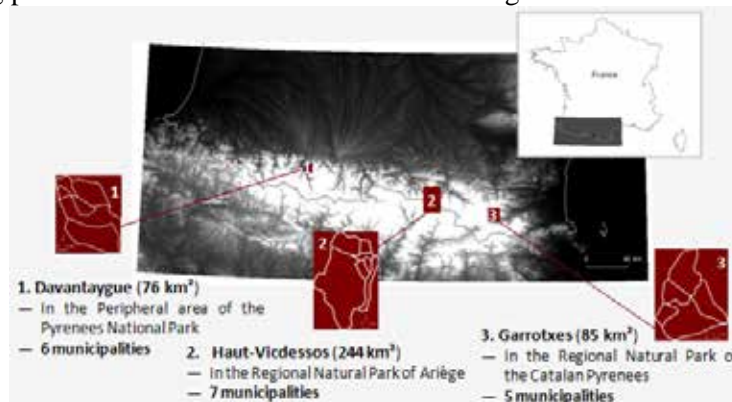 France
1
2
3
2
3
1. Davantaygue (76 km²)
— In the Peripheral area of the
Pyrenees National Park
— 6 municipalities
2. Haut-Vicdessos (244 km²)
— In the Regional Natural Park of Ariège
— 7 municipalities
3. Garrotxes (85 km²)
— In the Regional Natural Park o
the Catalan Pyrenees
— 5 municipalities